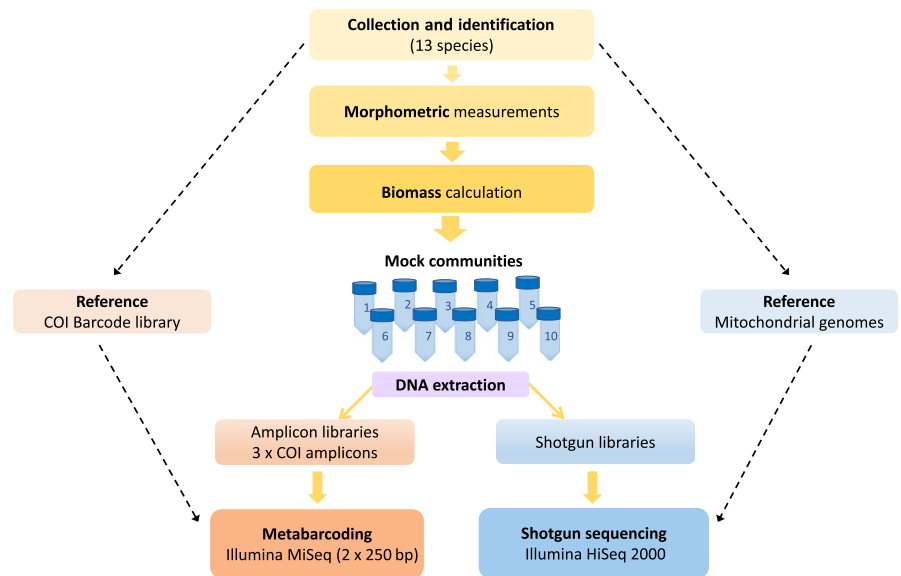 Collection and identification
(13 species)
Morphometric measurements
Biomass calculation
Mock communities
1
2
3
4
5
6
7
8
9
10
Reference
COI Barcode library
Reference
Mitochondrial genomes
DNA extraction
Amplicon libraries
3 x COI amplicons
Shotgun libraries
Metabarcoding
Illumina MiSeq (2 x 250 bp)
Shotgun sequencing
Illumina HiSeq 2000